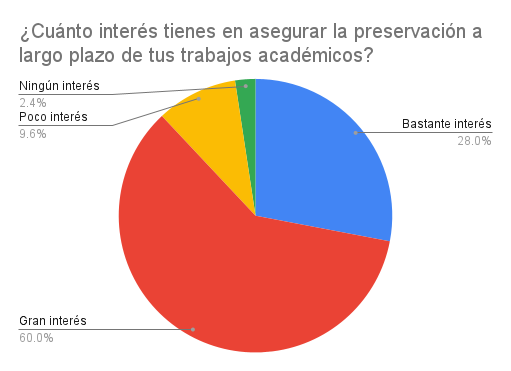 ¿Cuánto interés tienes en asegurar la preservación a
largo plazo de tus trabajos académicos?
Ningún interés
2.4%
Poco interés
9.6%
Bastante interés
28.0%
Gran interés
60.0%